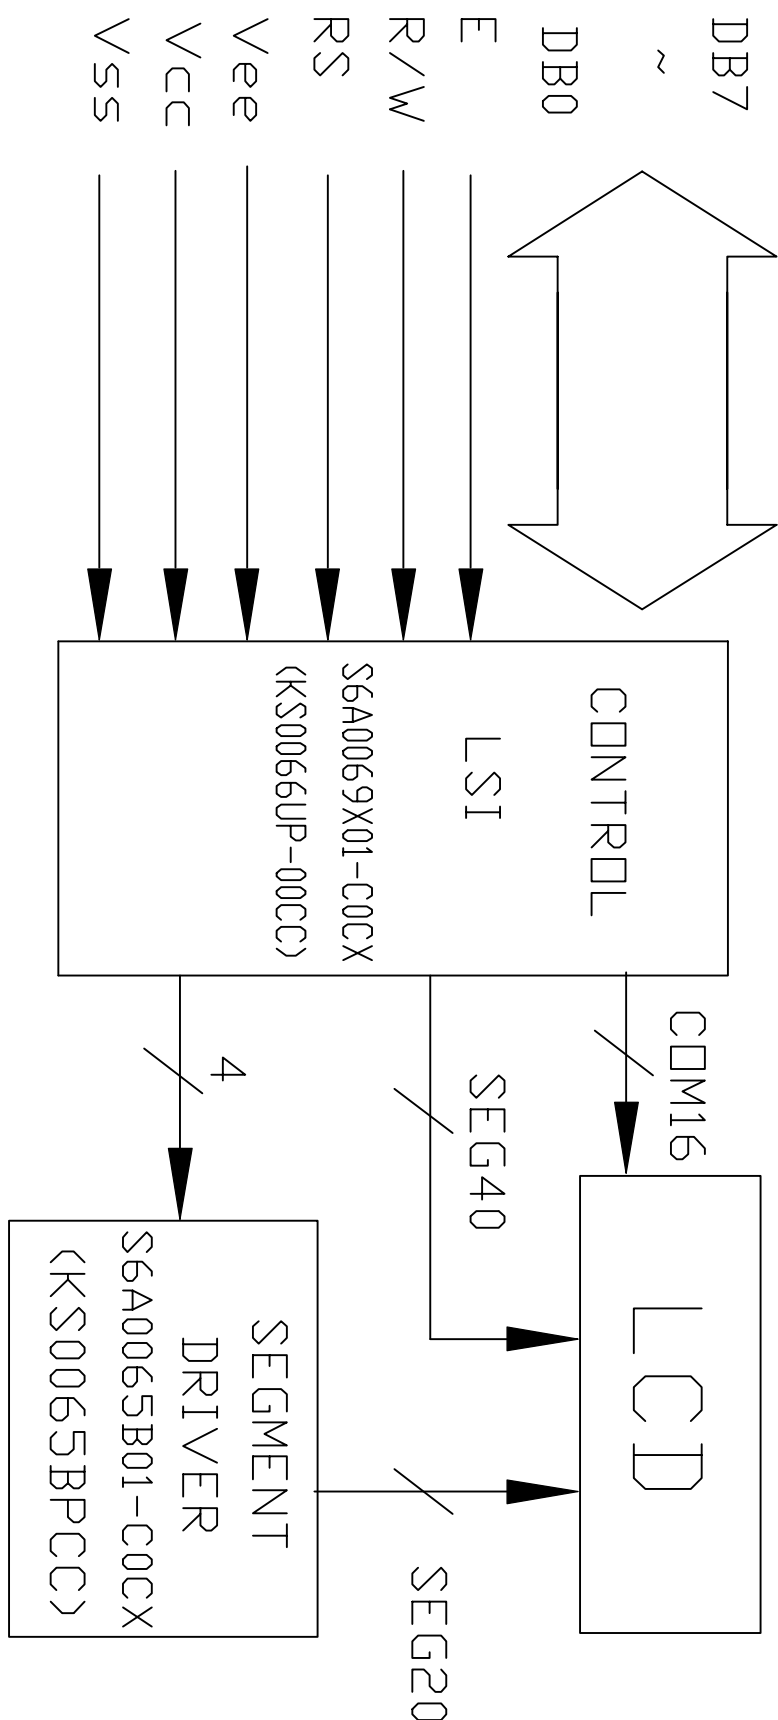 DB7
~
DB0
E
R/W
RS
Vee
Vcc
Vss
CONTROL
LSI
S6A0069X01-C0CX
(KS0066UP-00CC)
COM16
SEG40
4
LCD
SEGMENT
DRIVER
S6A0065B01-C0CX
(KS0065BPCC)
SEG20